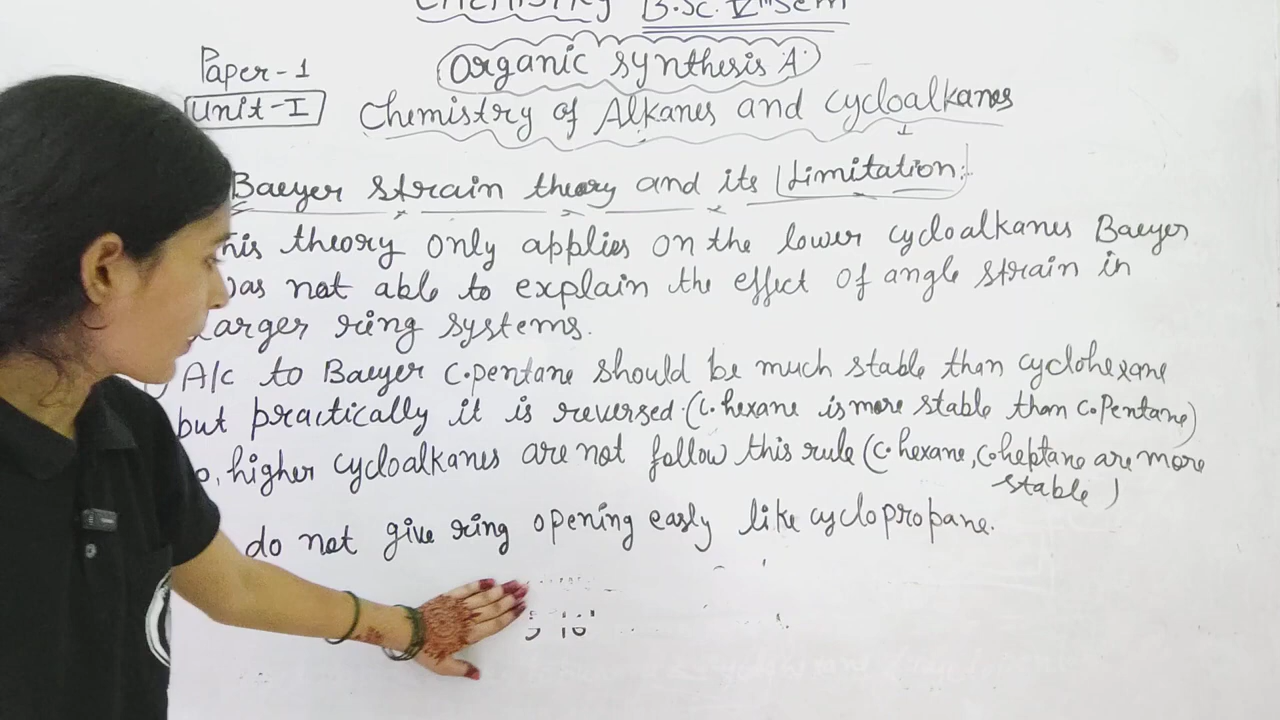 Chemistry B.Sc. Vth Sem
Paper-1
Organic synthesis A.
Unit-I
Chemistry of Alkanes and Cycloalkanes
Baeyer strain theory and its Limitation:
theory only applies on the lower cycloalkanes Baeyer
not able to explain the effect of angle strain in
Larger ring systems.
A/c to Baeyer C.pentane should be much stable than cyclohexane
but practically it is reversed. (C.hexane is more stable than C.Pentane)
higher cycloalkanes are not follow this rule (C.hexane, C.heptane are more
stable)
do not give ring opening easly like cyclopropane.